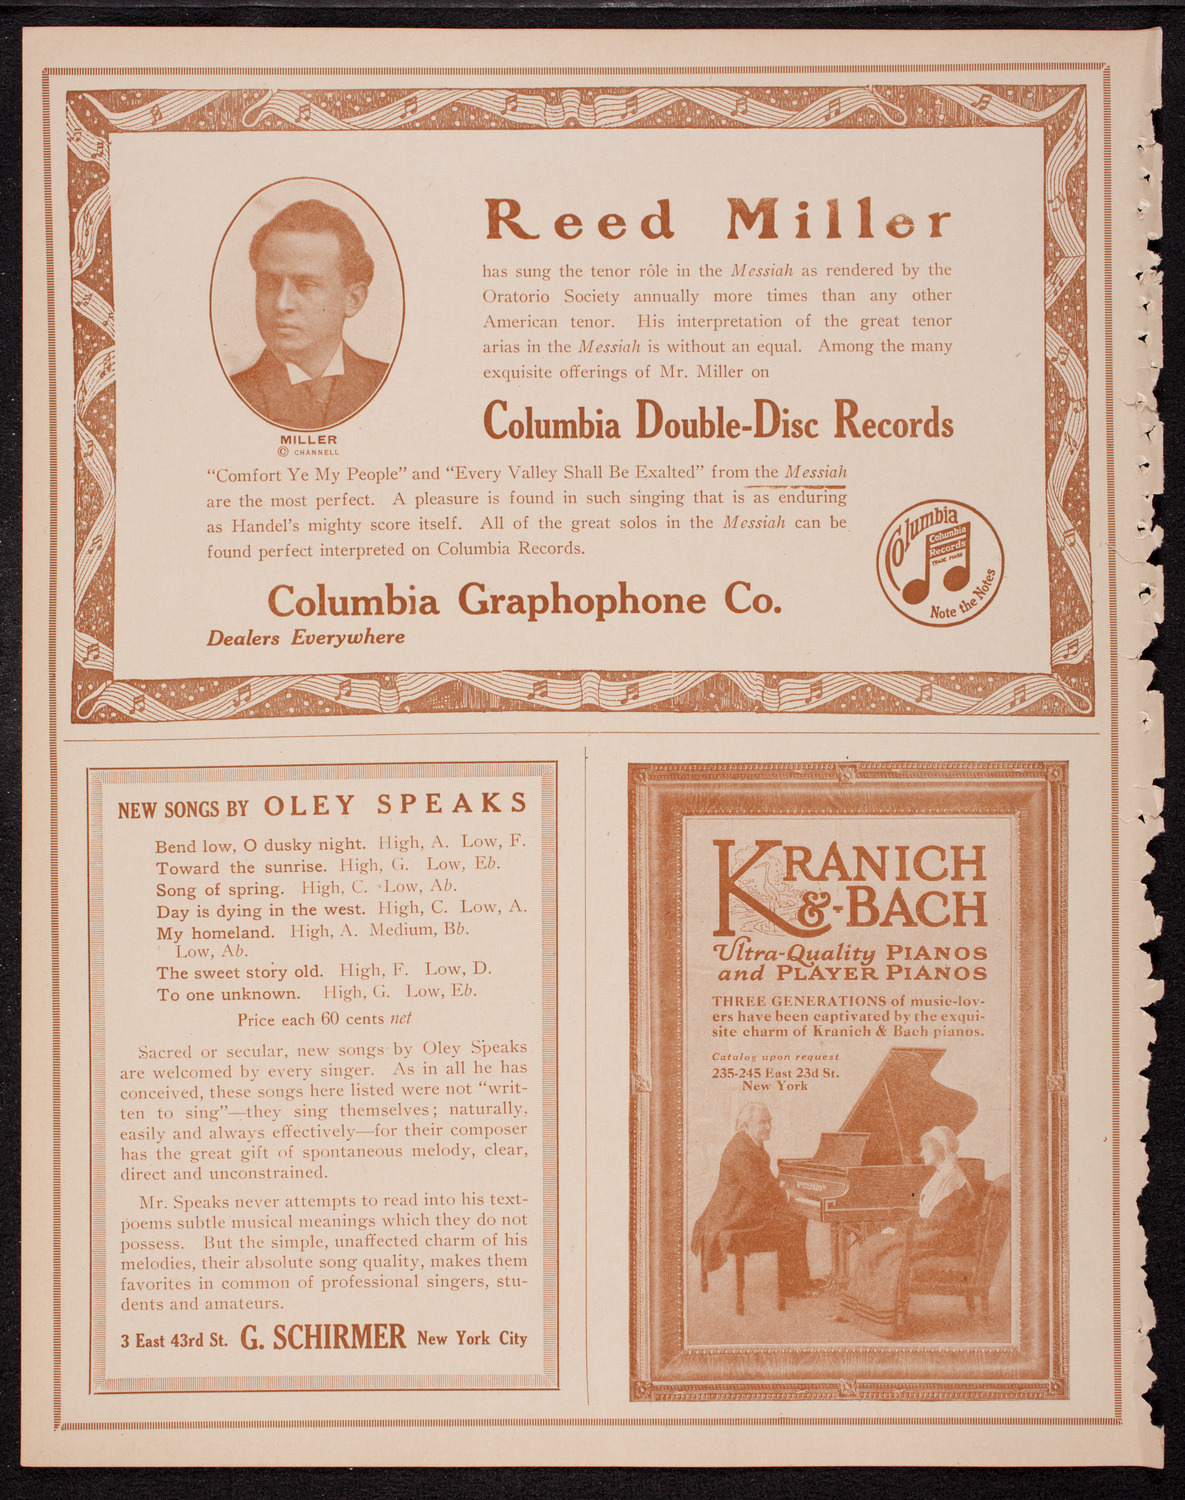 Reed Miller
has sung the tenor rôle in the Messiah as rendered by the
Oratorio Society annually more times than any other
American tenor. His interpretation of the great tenor
arias in the Messiah is without an equal. Among the many
exquisite offerings of Mr. Miller on
Columbia Double-Disc Records
MILLER
© CHANNELL
“Comfort Ye My People” and “Every Valley Shall Be Exalted” from the Messiah
are the most perfect. A pleasure is found in such singing that is as enduring
as Handel's mighty score itself. All of the great solos in the Messiah can be
found perfect interpreted on Columbia Records.
Columbia
Columbia
Records
TRADE MARK
Note the Notes
Columbia Graphophone Co.
Dealers Everywhere
NEW SONGS BY OLEY SPEAKS
Bend low, O dusky night. High, A. Low, F.
Toward the sunrise. High, G. Low, Eb.
Song of spring. High, C. Low, Ab.
Day is dying in the west. High, C. Low, A.
My homeland. High, A. Medium, Bb.
Low, Ab.
The sweet story old. High, F. Low, D.
To one unknown. High, G. Low, Eb.
Price each 60 cents net
Sacred or secular, new songs by Oley Speaks
are welcomed by every singer. As in all he has
conceived, these songs here listed were not “writ-
ten to sing”—they sing themselves; naturally,
easily and always effectively—for their composer
has the great gift of spontaneous melody, clear,
direct and unconstrained.
Mr. Speaks never attempts to read into his text-
poems subtle musical meanings which they do not
possess. But the simple, unaffected charm of his
melodies, their absolute song quality, makes them
favorites in common of professional singers, stu-
dents and amateurs.
3 East 43rd St. G. SCHIRMER New York City
KRANICH
&-BACH
Ultra-Quality PIANOS
and PLAYER PIANOS
THREE GENERATIONS of music-lov-
ers have been captivated by the exqui-
site charm of Kranich & Bach pianos.
Catalog upon request
235-245 East 23d St.
New York